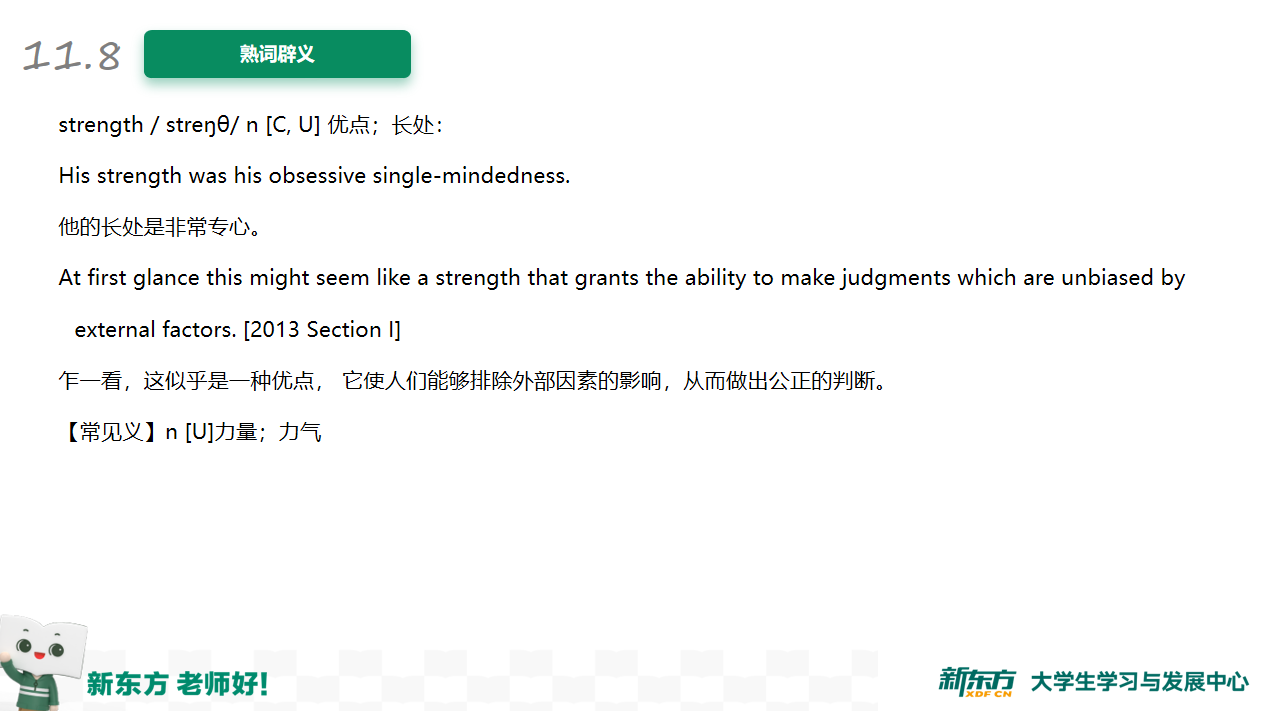 11.8
熟词辟义
strength / streŋθ/ n [C, U] 优点；长处：
His strength was his obsessive single-mindedness.
他的长处是非常专心。
At first glance this might seem like a strength that grants the ability to make judgments which are unbiased by
external factors. [2013 Section I]
乍一看，这似乎是一种优点， 它使人们能够排除外部因素的影响，从而做出公正的判断。
【常见义】n [U]力量；力气
新东方 老师好！
新东方 XDF.CN 大学生学习与发展中心